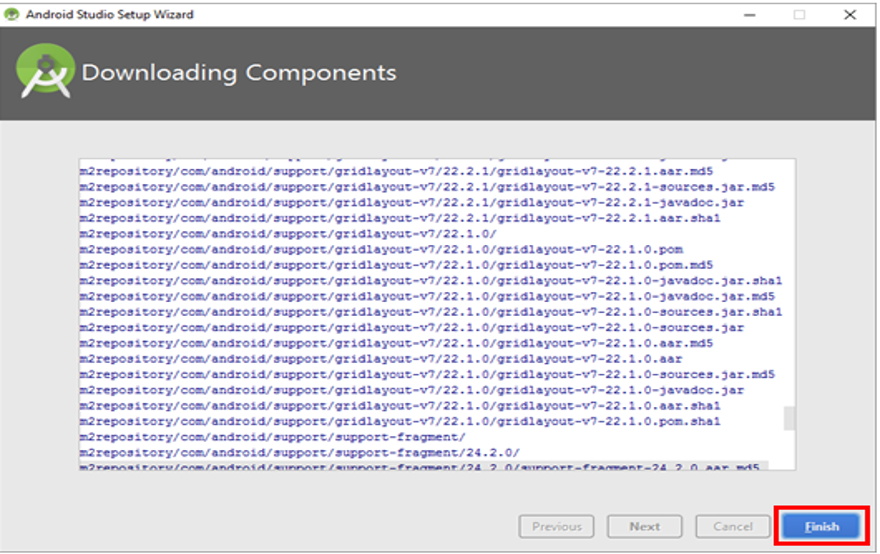 Android Studio Setup Wizard
Downloading Components
m2repository/com/android/support/gridlayout-v7/22.2.1/gridlayout-v7-22.2.1.aar.md5
m2repository/com/android/support/gridlayout-v7/22.2.1/gridlayout-v7-22.2.1-sources.jar.md5
m2repository/com/android/support/gridlayout-v7/22.2.1/gridlayout-v7-22.2.1-javadoc.jar
m2repository/com/android/support/gridlayout-v7/22.2.1/gridlayout-v7-22.2.1.aar.sha1
m2repository/com/android/support/gridlayout-v7/22.1.0/
m2repository/com/android/support/gridlayout-v7/22.1.0/gridlayout-v7-22.1.0.pom
m2repository/com/android/support/gridlayout-v7/22.1.0/gridlayout-v7-22.1.0.pom.md5
m2repository/com/android/support/gridlayout-v7/22.1.0/gridlayout-v7-22.1.0-javadoc.jar.sha1
m2repository/com/android/support/gridlayout-v7/22.1.0/gridlayout-v7-22.1.0-javadoc.jar.md5
m2repository/com/android/support/gridlayout-v7/22.1.0/gridlayout-v7-22.1.0-sources.jar.sha1
m2repository/com/android/support/gridlayout-v7/22.1.0/gridlayout-v7-22.1.0-sources.jar
m2repository/com/android/support/gridlayout-v7/22.1.0/gridlayout-v7-22.1.0.aar.md5
m2repository/com/android/support/gridlayout-v7/22.1.0/gridlayout-v7-22.1.0.aar
m2repository/com/android/support/gridlayout-v7/22.1.0/gridlayout-v7-22.1.0-sources.jar.md5
m2repository/com/android/support/gridlayout-v7/22.1.0/gridlayout-v7-22.1.0-javadoc.jar
m2repository/com/android/support/gridlayout-v7/22.1.0/gridlayout-v7-22.1.0.aar.sha1
m2repository/com/android/support/gridlayout-v7/22.1.0/gridlayout-v7-22.1.0.pom.sha1
m2repository/com/android/support/support-fragment/
m2repository/com/android/support/support-fragment/24.2.0/
m2repository/com/android/support/support-fragment/24.2.0/support-fragment-24.2.0.aar.md5
Previous Next Cancel Finish